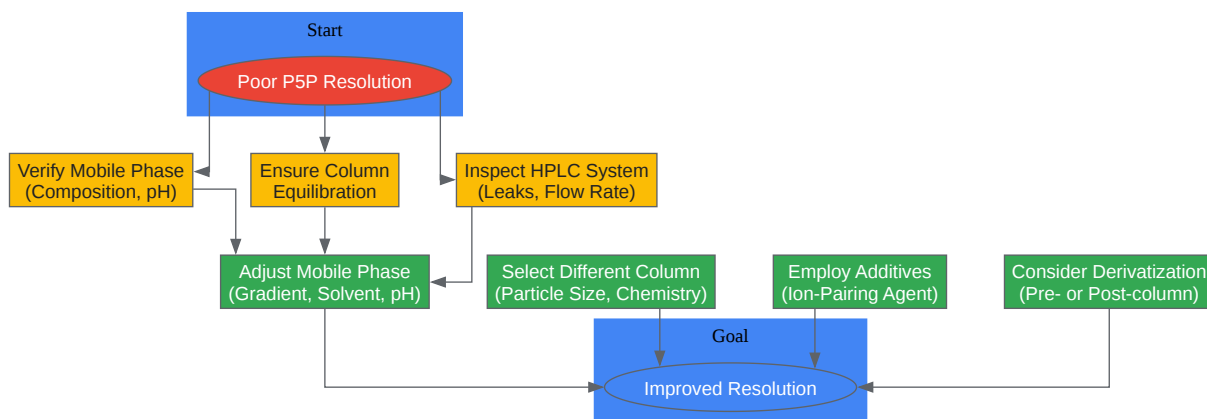 Start
Poor P5P Resolution
Verify Mobile Phase
(Composition, pH)
Ensure Column
Equilibration
Inspect HPLC System
(Leaks, Flow Rate)
Adjust Mobile Phase
(Gradient, Solvent, pH)
Select Different Column
(Particle Size, Chemistry)
Employ Additives
(Ion-Pairing Agent)
Consider Derivatization
(Pre- or Post-column)
Goal
Improved Resolution